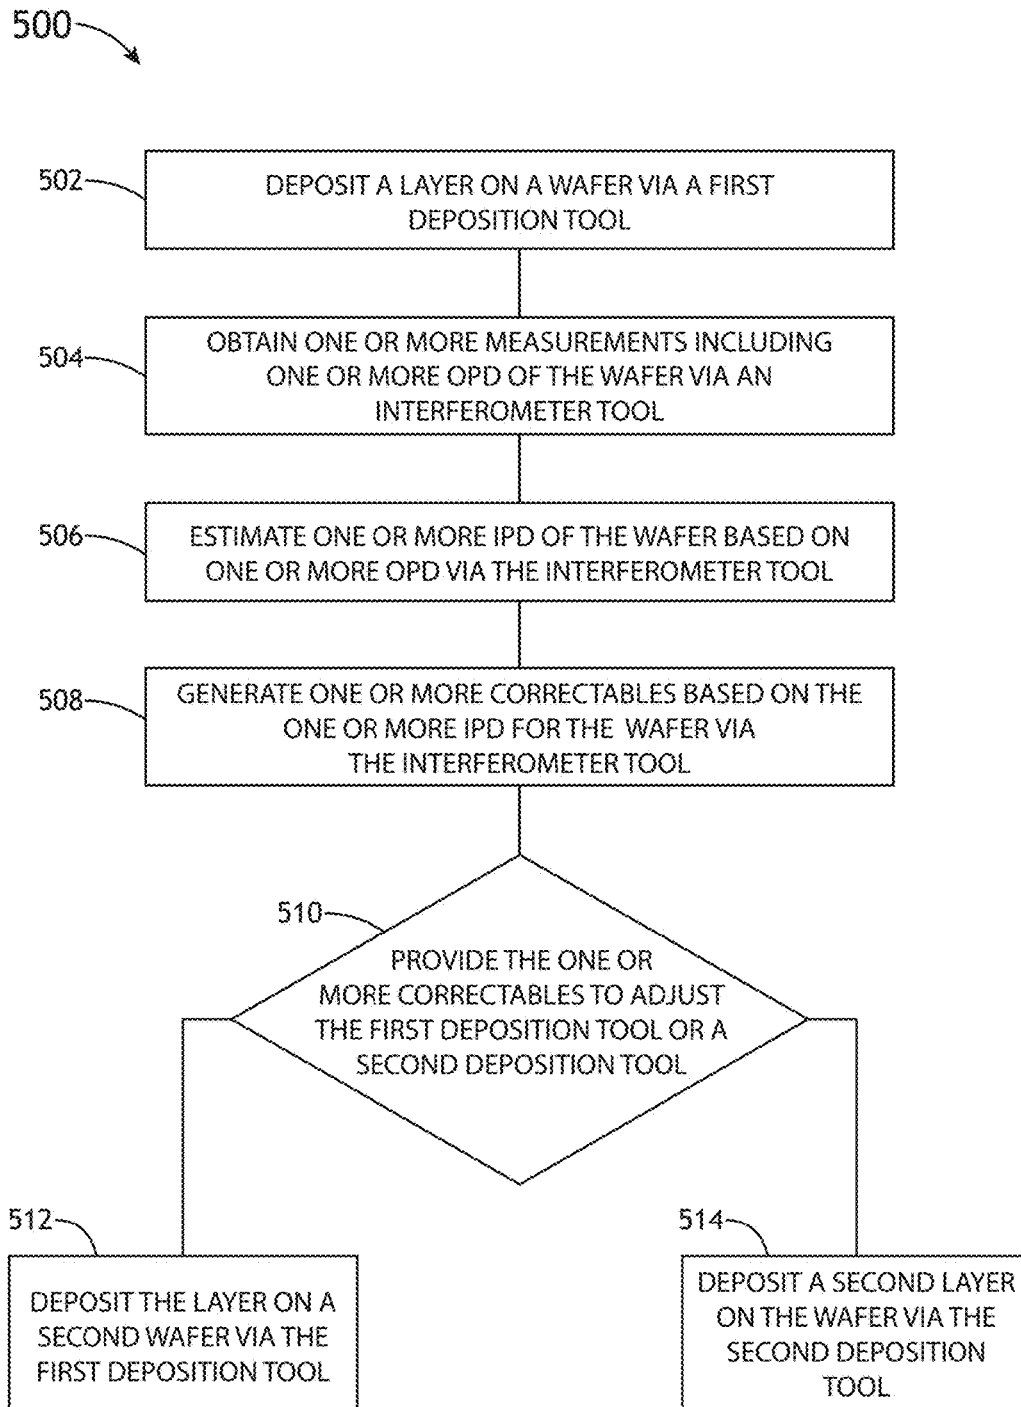 500
502
DEPOSIT A LAYER ON A WAFER VIA A FIRST
DEPOSITION TOOL
504
OBTAIN ONE OR MORE MEASUREMENTS INCLUDING
ONE OR MORE OPD OF THE WAFER VIA AN
INTERFEROMETER TOOL
506
ESTIMATE ONE OR MORE IPD OF THE WAFER BASED ON
ONE OR MORE OPD VIA THE INTERFEROMETER TOOL
508
GENERATE ONE OR MORE CORRECTABLES BASED ON THE
ONE OR MORE IPD FOR THE WAFER VIA
THE INTERFEROMETER TOOL
510
PROVIDE THE ONE OR
MORE CORRECTABLES TO ADJUST
THE FIRST DEPOSITION TOOL OR A
SECOND DEPOSITION TOOL
512
DEPOSIT THE LAYER ON A
SECOND WAFER VIA THE
FIRST DEPOSITION TOOL
514
DEPOSIT A SECOND LAYER
ON THE WAFER VIA THE
SECOND DEPOSITION
TOOL